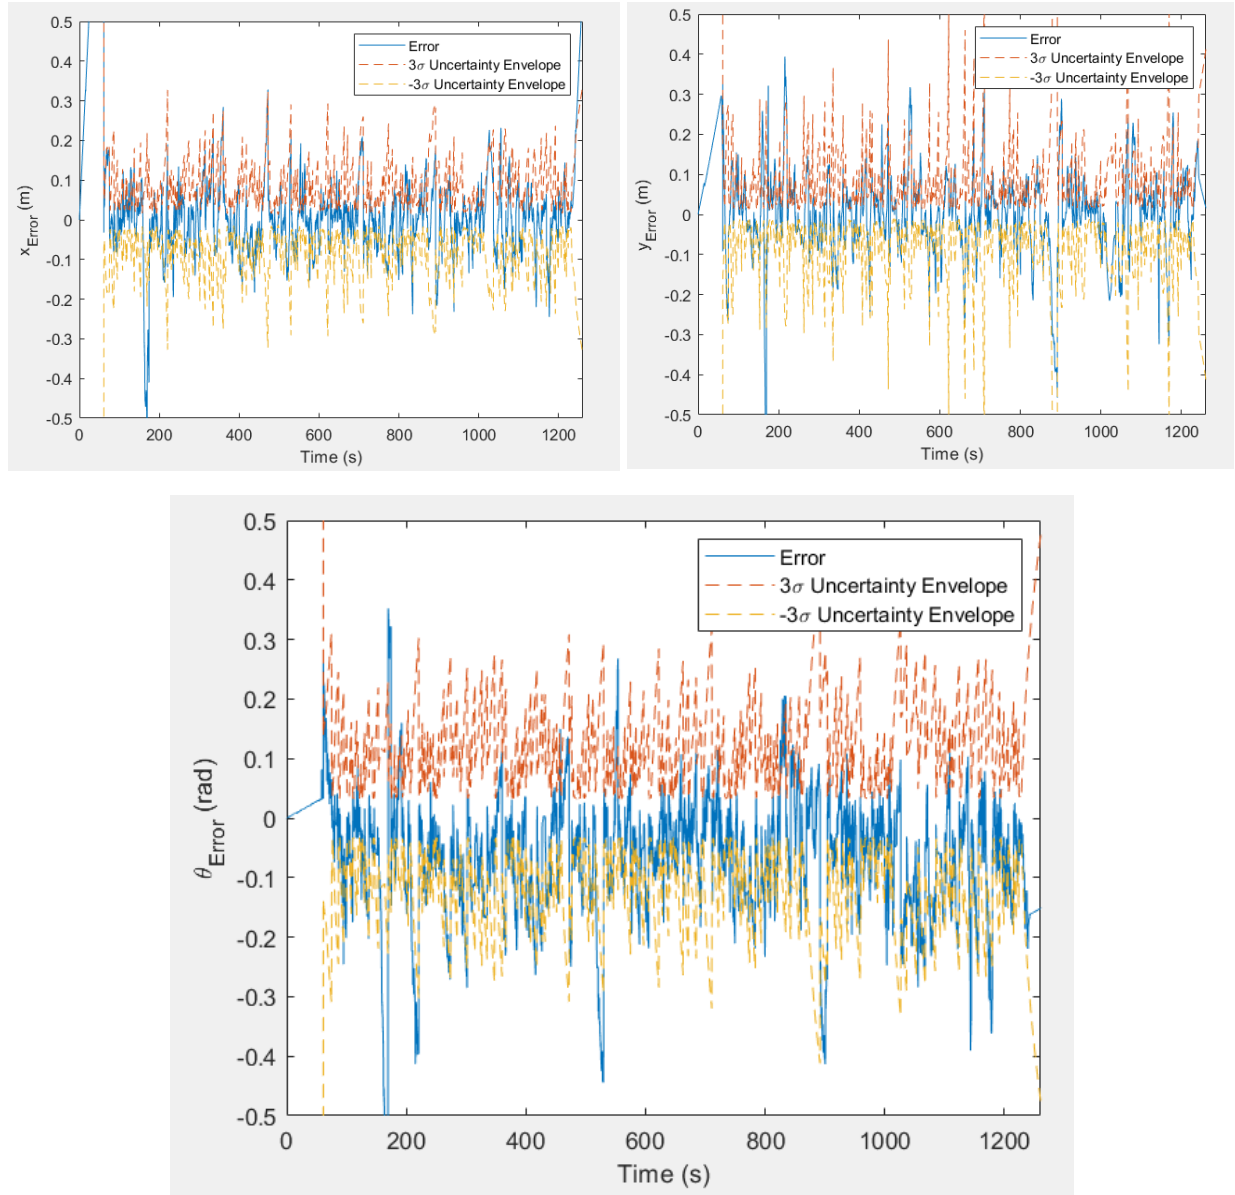 0.5
0.4
0.3
0.2
0.1
0
-0.1
-0.2
-0.3
-0.4
-0.5
x_Error (m)
Error
3σ Uncertainty Envelope
-3σ Uncertainty Envelope
0 200 400 600 800 1000 1200
Time (s)
0.5
0.4
0.3
0.2
0.1
0
-0.1
-0.2
-0.3
-0.4
-0.5
y_Error (m)
Error
3σ Uncertainty Envelope
-3σ Uncertainty Envelope
0 200 400 600 800 1000 1200
Time (s)
0.5
0.4
0.3
0.2
0.1
0
-0.1
-0.2
-0.3
-0.4
-0.5
θ_Error (rad)
Error
3σ Uncertainty Envelope
-3σ Uncertainty Envelope
0 200 400 600 800 1000 1200
Time (s)